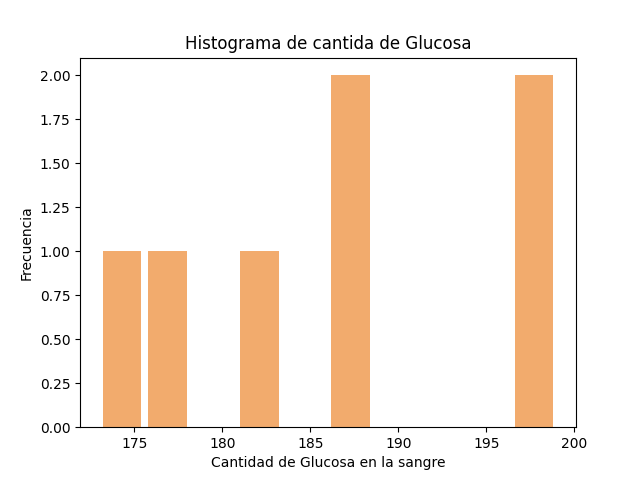 Histograma de cantida de Glucosa
2.00
1.75
1.50
1.25
1.00
0.75
0.50
0.25
0.00
Frecuencia
175 180 185 190 195 200
Cantidad de Glucosa en la sangre